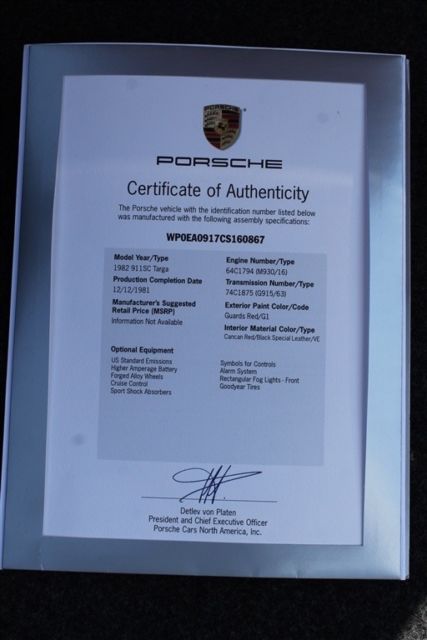 PORSCHE
PORSCHE
Certificate of Authenticity
The Porsche vehicle with the identification number listed below
was manufactured with the following assembly specifications:
WP0EA0917CS160867
Model Year/Type
1982 911SC Targa
Production Completion Date
12/12/1981
Manufacturer's Suggested
Retail Price (MSRP)
Information Not Available
Engine Number/Type
64C1794 (M930/16)
Transmission Number/Type
74C1875 (G915/63)
Exterior Paint Color/Code
Guards Red/G1
Interior Material Color/Type
Cancan Red/Black Special Leather/VE
Optional Equipment
US Standard Emissions
Higher Amperage Battery
Forged Alloy Wheels
Cruise Control
Sport Shock Absorbers
Symbols for Controls
Alarm System
Rectangular Fog Lights - Front
Goodyear Tires
Detlev von Platen
President and Chief Executive Officer
Porsche Cars North America, Inc.